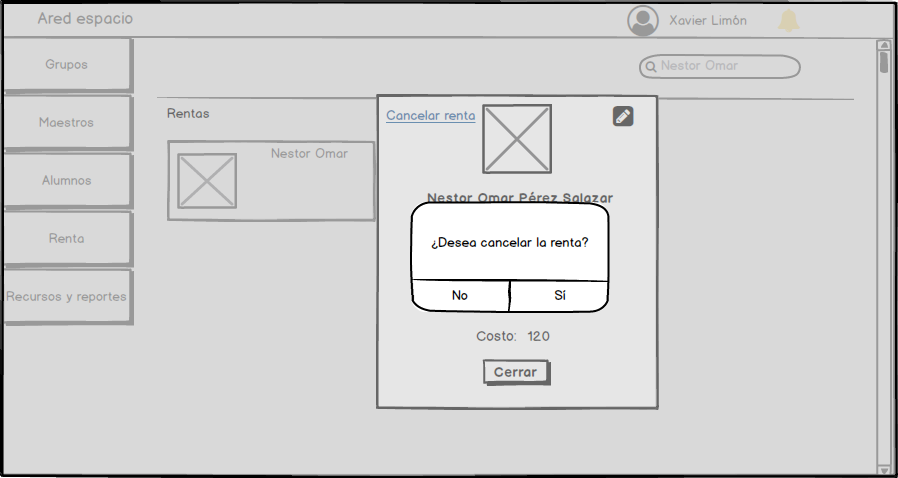 Ared espacio
Xavier Limón
Grupos
Maestros
Alumnos
Renta
Recursos y reportes
Nestor Omar
Rentas
Nestor Omar
Cancelar renta
Nestor Omar Pérez Salazar
¿Desea cancelar la renta?
No
Sí
Costo: 120
Cerrar